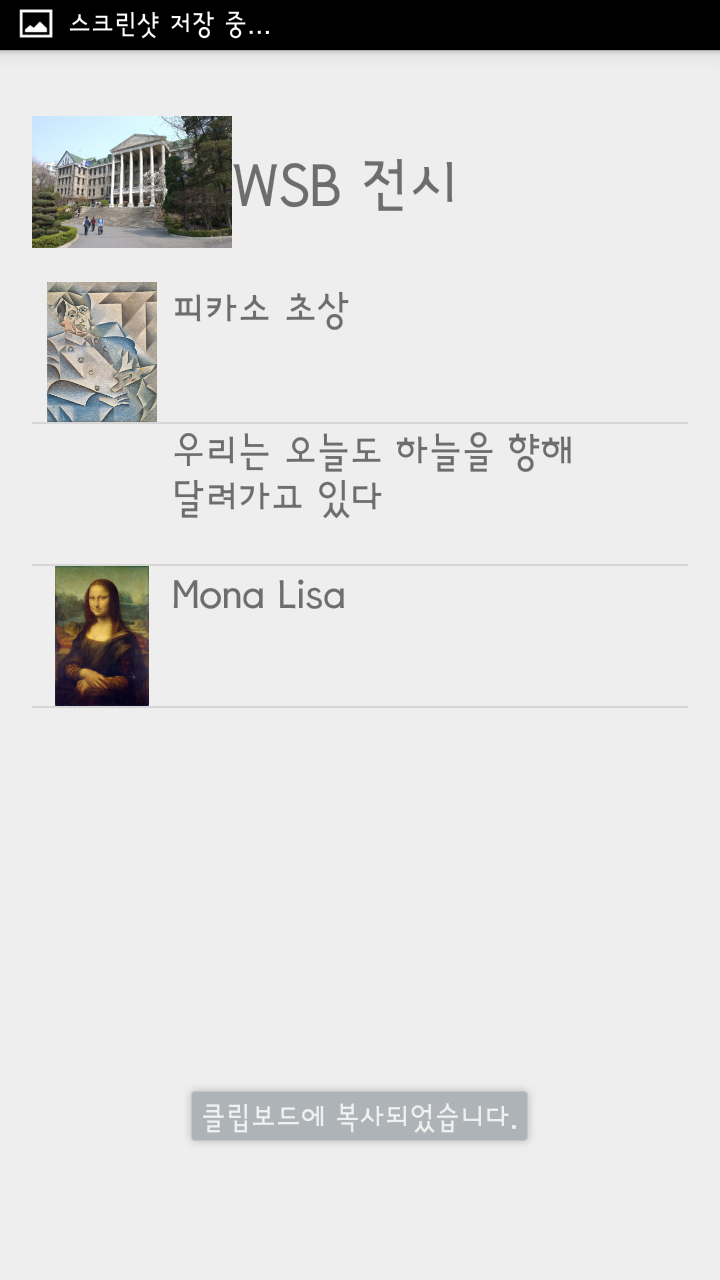 스크린샷 저장 중...
WSB 전시
피카소 초상
우리는 오늘도 하늘을 향해
달려가고 있다
Mona Lisa
클립보드에 복사되었습니다.